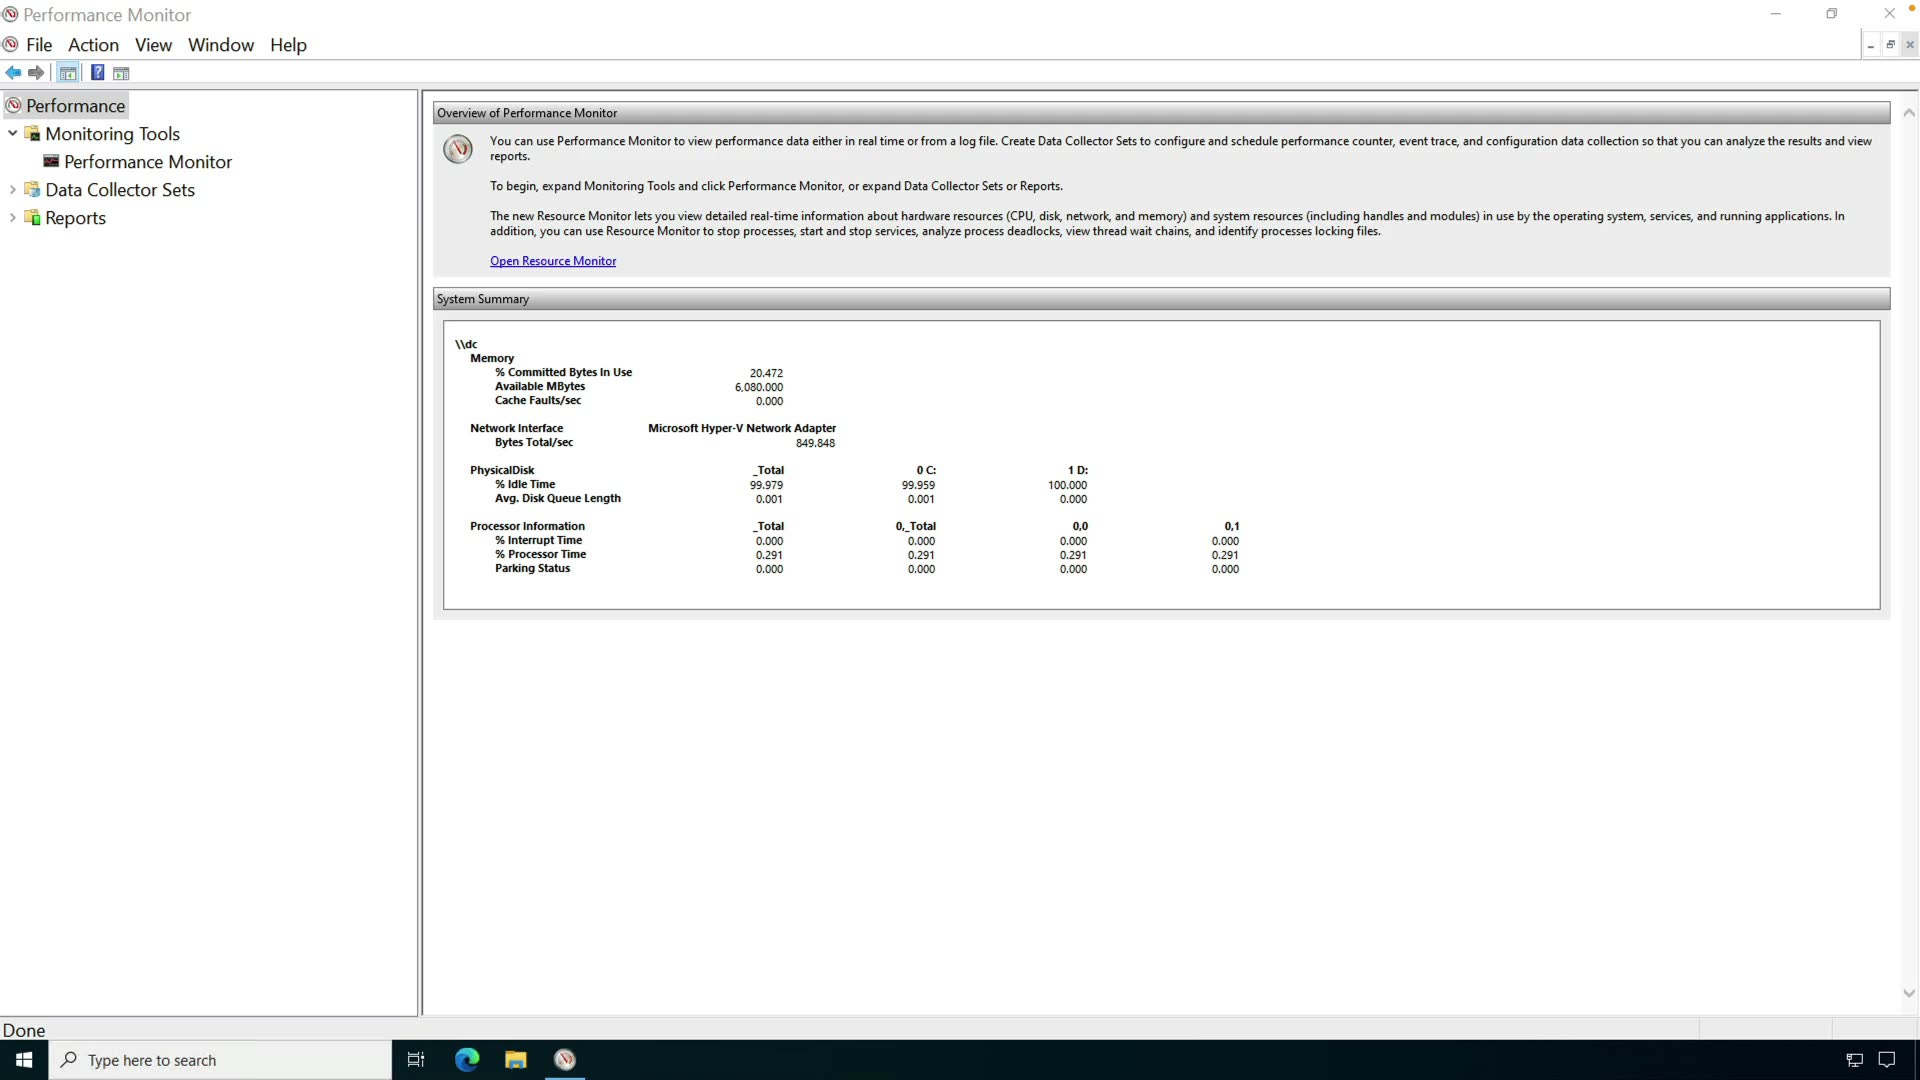 Performance Monitor
File Action View Window Help
Performance
Monitoring Tools
Performance Monitor
Data Collector Sets
Reports
Overview of Performance Monitor
You can use Performance Monitor to view performance data either in real time or from a log file. Create Data Collector Sets to configure and schedule performance counter, event trace, and configuration data collection so that you can analyze the results and view
reports.
To begin, expand Monitoring Tools and click Performance Monitor, or expand Data Collector Sets or Reports.
The new Resource Monitor lets you view detailed real-time information about hardware resources (CPU, disk, network, and memory) and system resources (including handles and modules) in use by the operating system, services, and running applications. In
addition, you can use Resource Monitor to stop processes, start and stop services, analyze process deadlocks, view thread wait chains, and identify processes locking files.
Open Resource Monitor
System Summary
\\dc
Memory
% Committed Bytes In Use 20.472
Available MBytes 6,080.000
Cache Faults/sec 0.000
Network Interface Microsoft Hyper-V Network Adapter
Bytes Total/sec 849.848
PhysicalDisk _Total 0 C: 1 D:
% Idle Time 99.979 99.959 100.000
Avg. Disk Queue Length 0.001 0.001 0.000
Processor Information _Total 0,_Total 0,0 0,1
% Interrupt Time 0.000 0.000 0.000 0.000
% Processor Time 0.291 0.291 0.291 0.291
Parking Status 0.000 0.000 0.000 0.000
Done
Type here to search